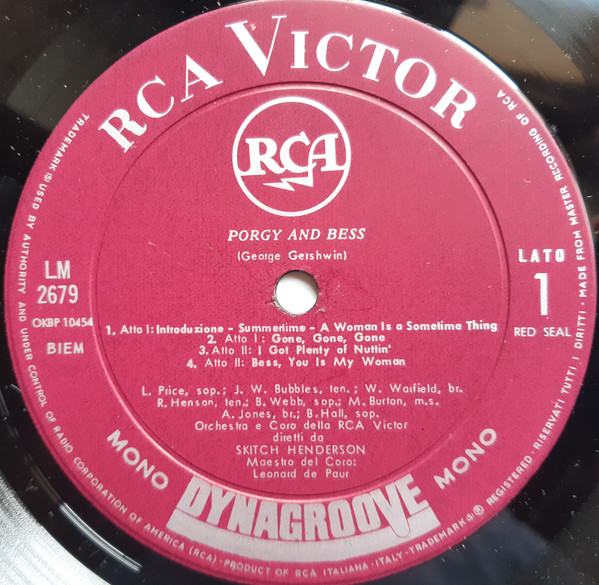 RCA VICTOR
RCA
PORGY AND BESS
(George Gershwin)
LM
2679
OKBP 10454
BIEM
LATO
1
RED SEAL
1. Atto I: Introduzione - Summertime - A Woman Is a Sometime Thing
2. Atto I: Gone, Gone, Gone
3. Atto II: I Got Plenty of Nuttin'
4. Atto II: Bess, You Is My Woman
L. Price, sop.; J. W. Bubbles, ten.; W. Warfield, br.
R. Henson, ten.; B. Webb, sop.; M. Burton, m.s.
A. Jones, br.; B. Hall, sop.
Orchestra e Coro della RCA Victor
diretti da
SKITCH HENDERSON
Maestro del Coro:
Leonard de Paur
MONO DYNAGROOVE MONO
TRADEMARK(S)® USED BY AUTHORITY AND UNDER CONTROL OF RADIO CORPORATION OF AMERICA (RCA) • PRODUCT OF RCA ITALIANA • ITALY • TRADEMARK(S)® REGISTERED • RISERVATI TUTTI I DIRITTI • MADE FROM MASTER RECORDING OF RCA